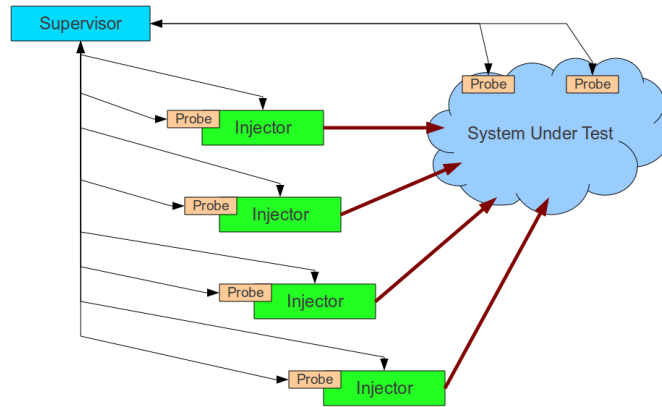 Supervisor
Probe
Probe
System Under Test
Probe
Injector
Probe
Injector
Probe
Injector
Probe
Injector